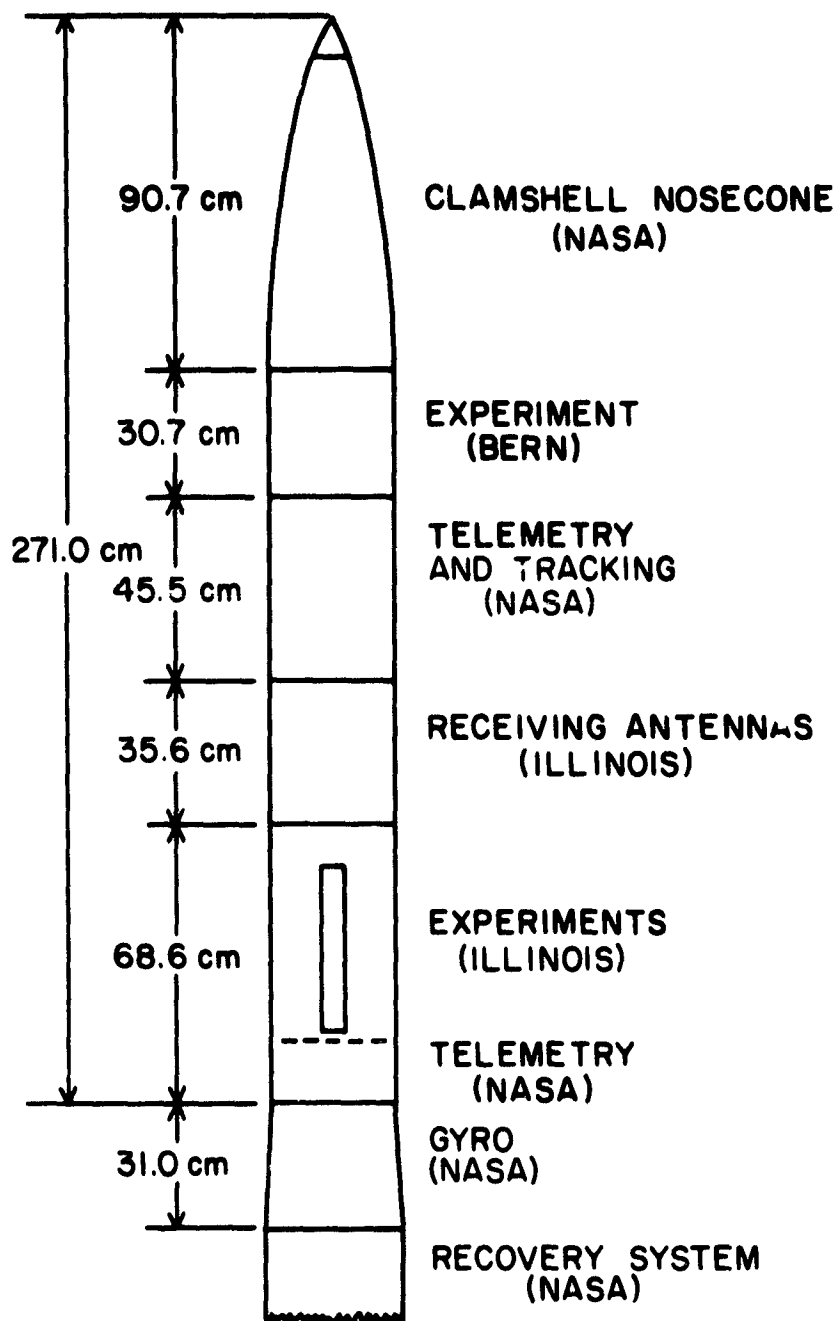 90.7 cm
CLAMSHELL NOSECONE
(NASA)
30.7 cm
EXPERIMENT
(BERN)
271.0 cm
45.5 cm
TELEMETRY
AND TRACKING
(NASA)
35.6 cm
RECEIVING ANTENNAS
(ILLINOIS)
68.6 cm
EXPERIMENTS
(ILLINOIS)
TELEMETRY
(NASA)
31.0 cm
GYRO
(NASA)
RECOVERY SYSTEM
(NASA)